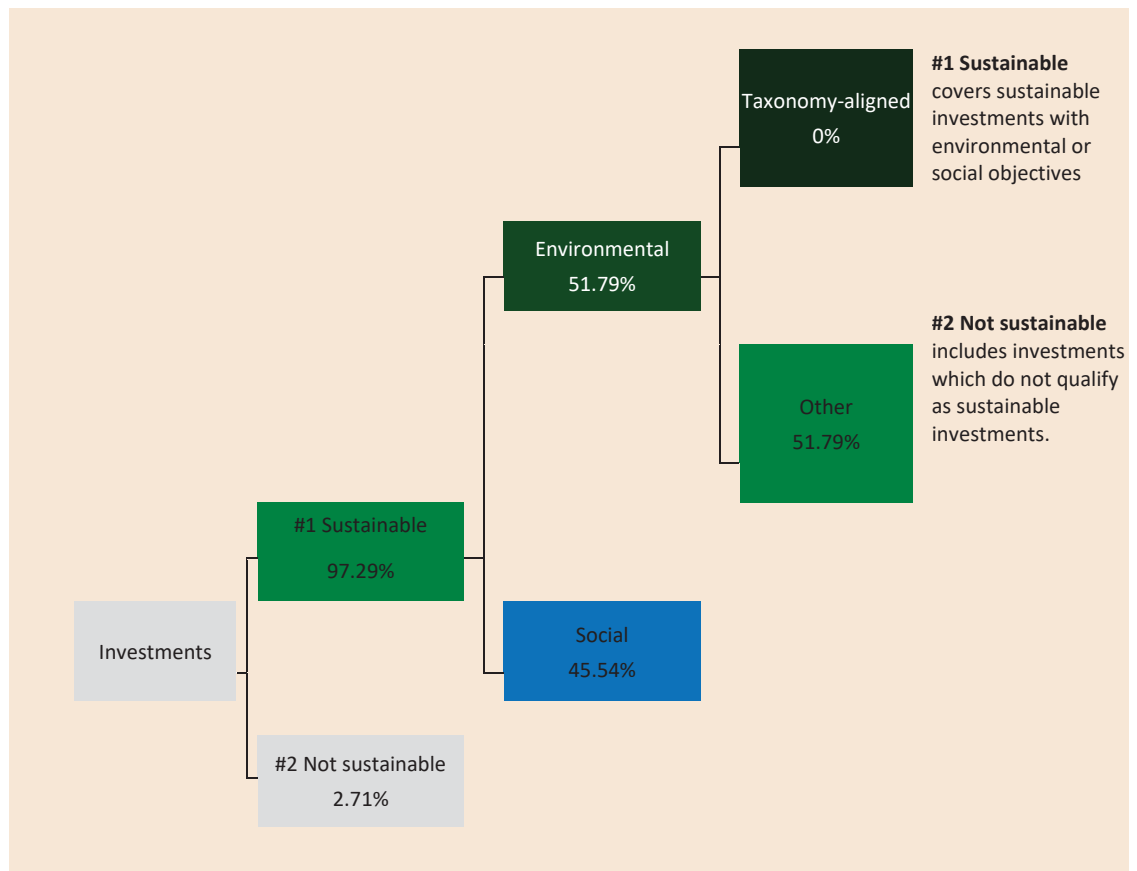 Taxonomy-aligned
0%
#1 Sustainable
covers sustainable
investments with
environmental or
social objectives
Environmental
51.79%
#2 Not sustainable
includes investments
which do not qualify
as sustainable
investments.
Other
51.79%
#1 Sustainable
97.29%
Investments
Social
45.54%
#2 Not sustainable
2.71%